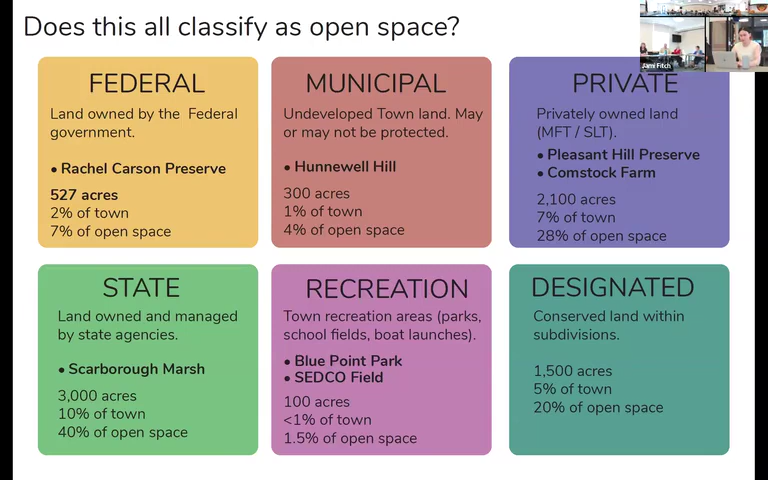 Does this all classify as open space?
Jami Fitch
FEDERAL
Land owned by the Federal
government.
• Rachel Carson Preserve
527 acres
2% of town
7% of open space
MUNICIPAL
Undeveloped Town land. May
or may not be protected.
• Hunnewell Hill
300 acres
1% of town
4% of open space
PRIVATE
Privately owned land
(MFT / SLT).
• Pleasant Hill Preserve
• Comstock Farm
2,100 acres
7% of town
28% of open space
STATE
Land owned and managed
by state agencies.
• Scarborough Marsh
3,000 acres
10% of town
40% of open space
RECREATION
Town recreation areas (parks,
school fields, boat launches).
• Blue Point Park
• SEDCO Field
100 acres
<1% of town
1.5% of open space
DESIGNATED
Conserved land within
subdivisions.
1,500 acres
5% of town
20% of open space